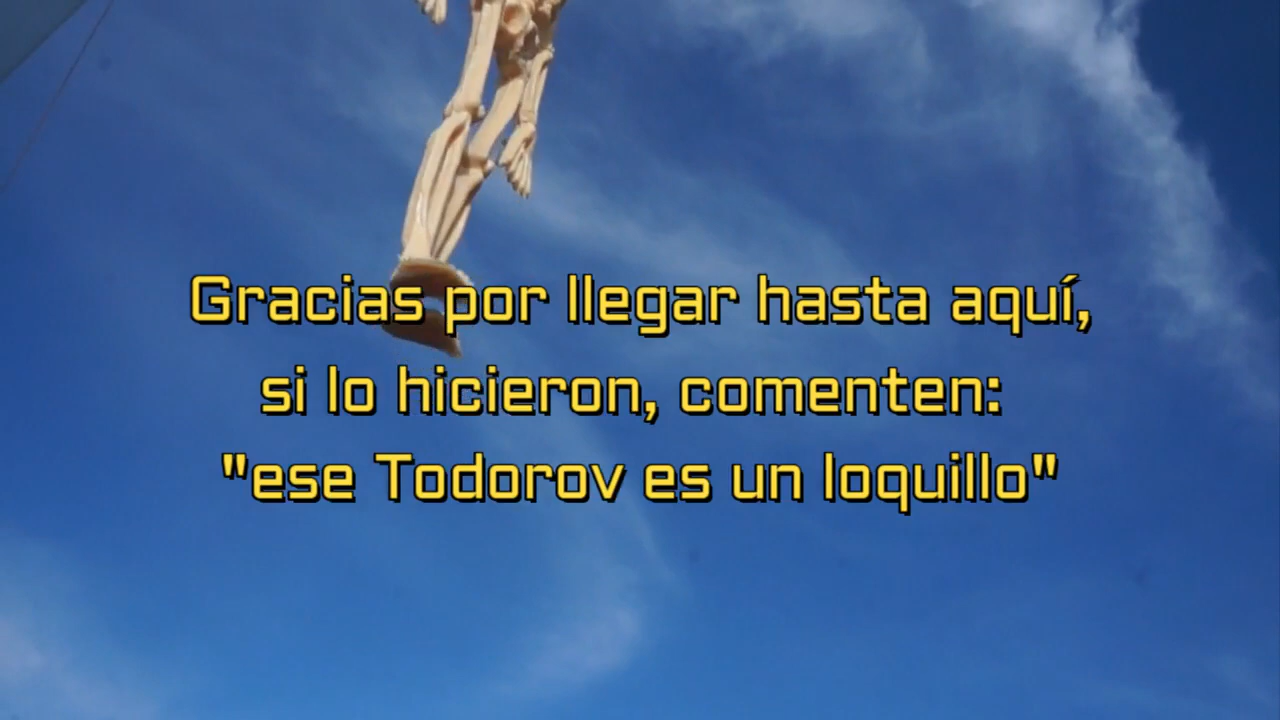 Gracias por llegar hasta aquí,
si lo hicieron, comenten:
"ese Todorov es un loquillo"